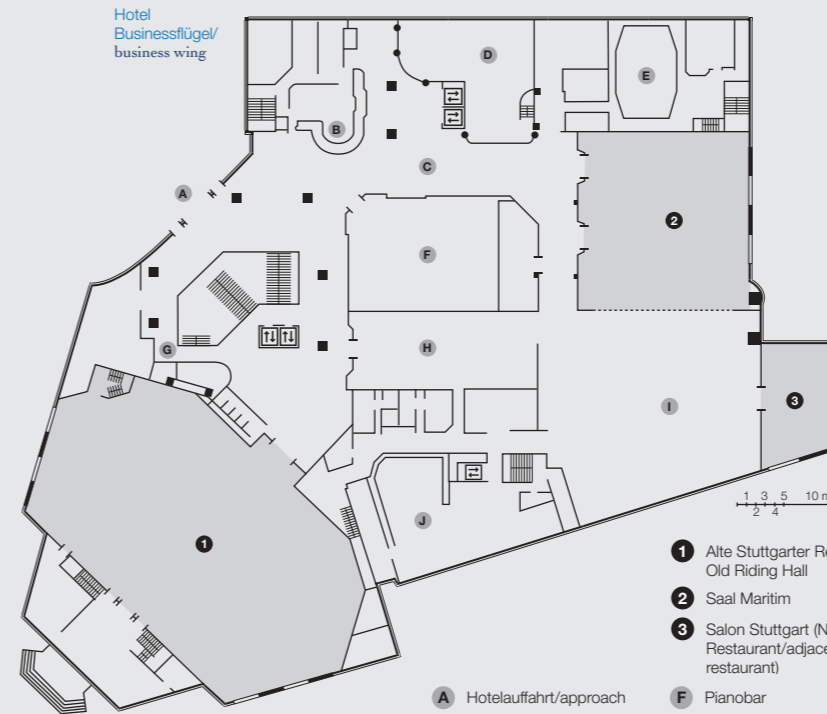 Hotel
Businessflügel/
business wing
D
E
B
A
C
2
F
G
H
I
3
J
1
1 3 5 10 m
2 4
1 Alte Stuttgarter Re
Old Riding Hall
2 Saal Maritim
3 Salon Stuttgart (N
Restaurant/adjace
restaurant)
A Hotelauffahrt/approach
F Pianobar